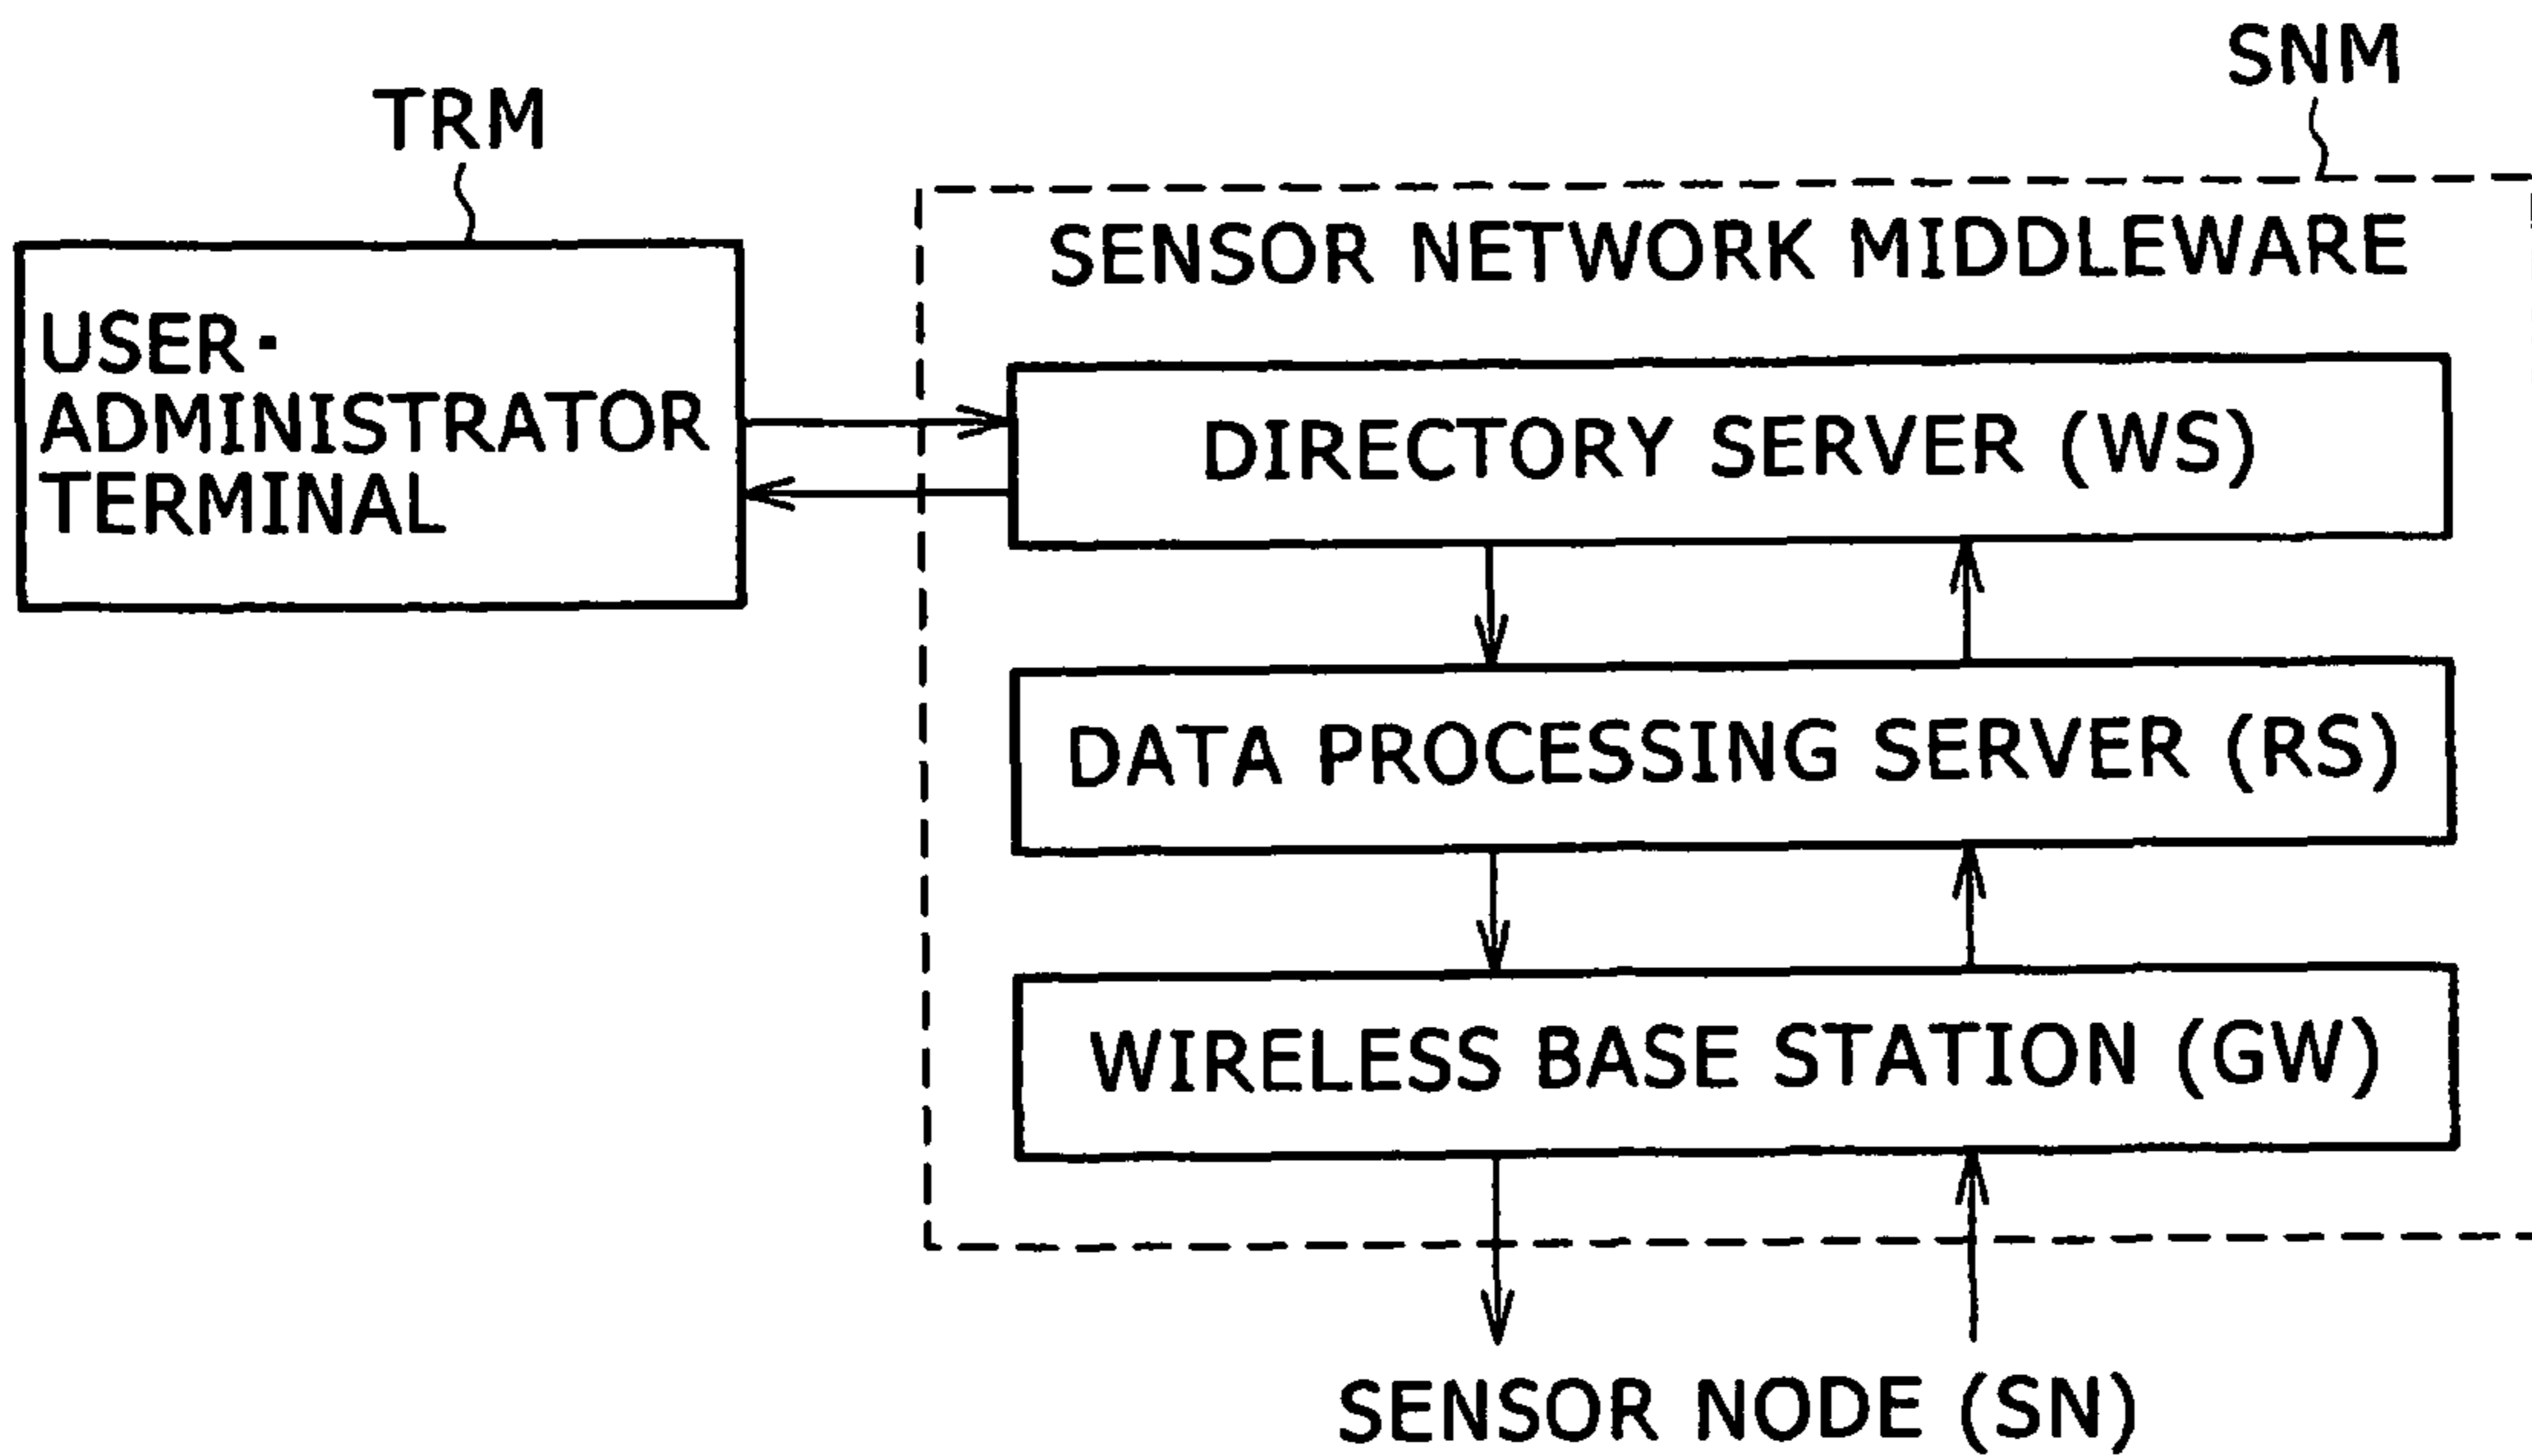 TRM
SNM
USER·
ADMINISTRATOR
TERMINAL
SENSOR NETWORK MIDDLEWARE
DIRECTORY SERVER (WS)
DATA PROCESSING SERVER (RS)
WIRELESS BASE STATION (GW)
SENSOR NODE (SN)